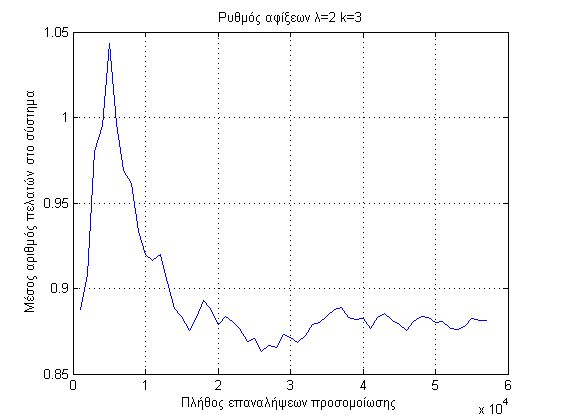 Ρυθμός αφίξεων λ=2 k=3
Μέσος αριθμός πελατών στο σύστημα
1.05
1
0.95
0.9
0.85
0 1 2 3 4 5 6
x 10^4
Πλήθος επαναλήψεων προσομοίωσης